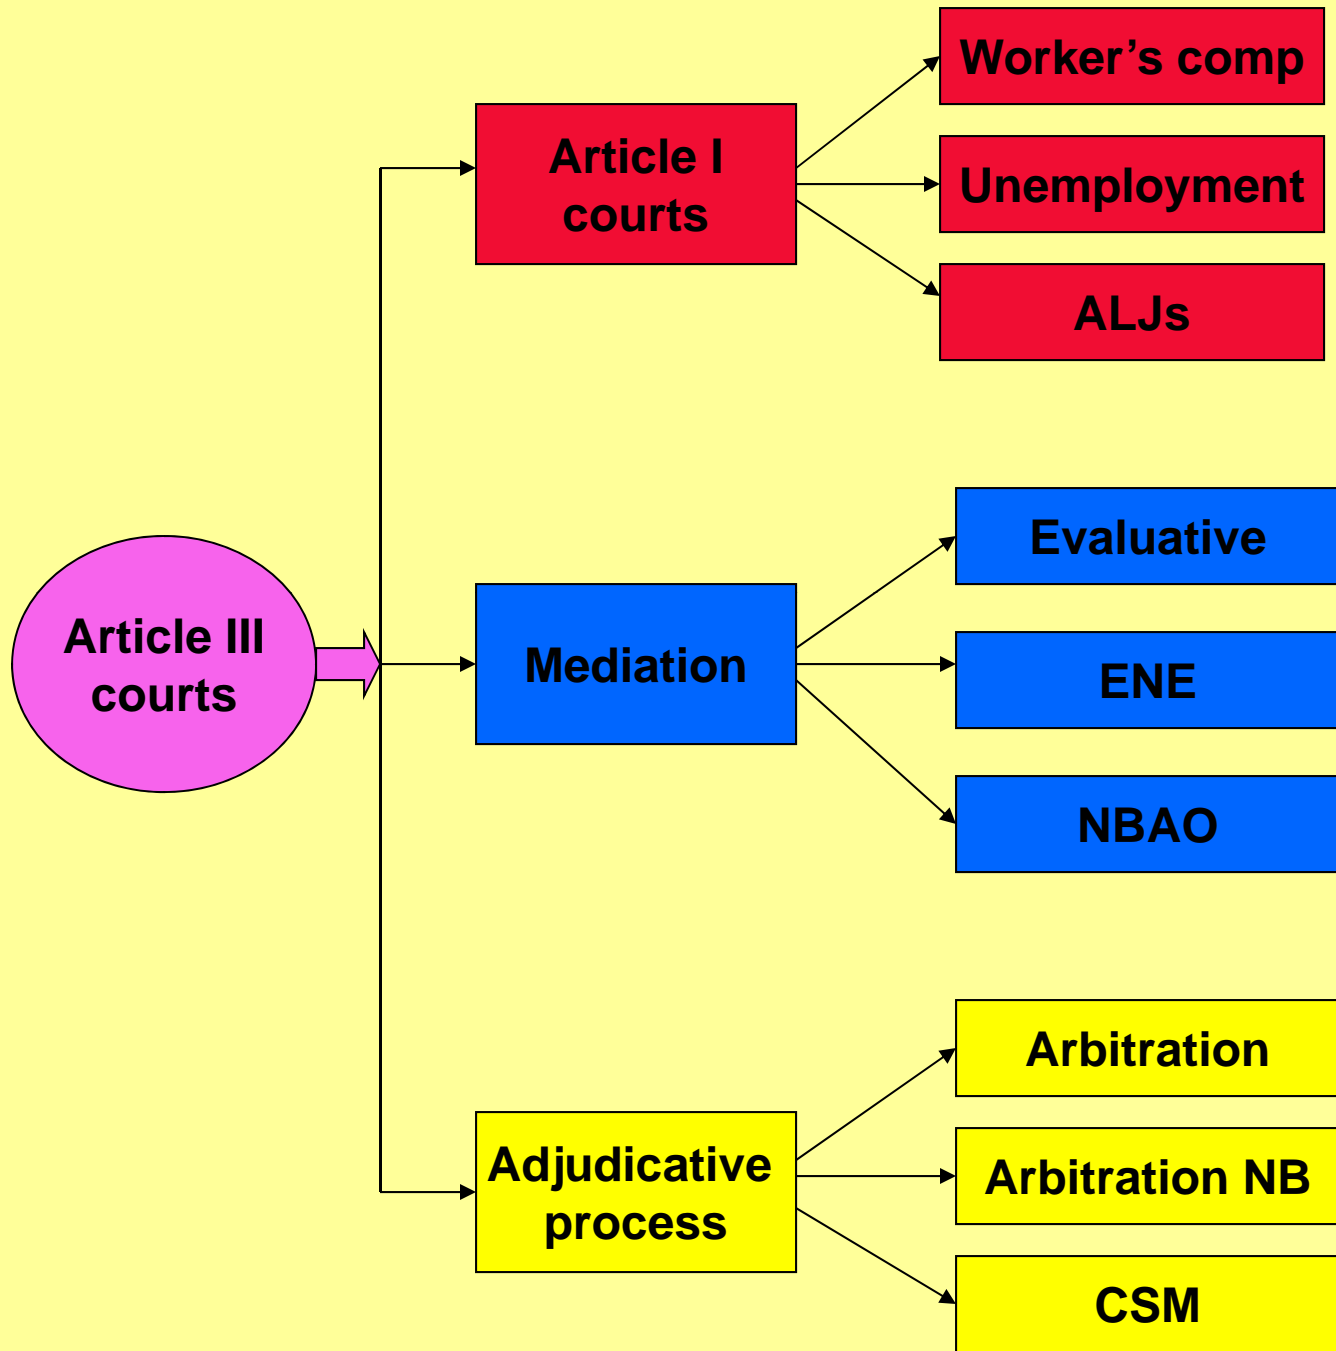 Worker’s comp
Article I
courts
Unemployment
ALJs
Evaluative
Article III
courts
Mediation
ENE
NBAO
Arbitration
Adjudicative
process
Arbitration NB
CSM